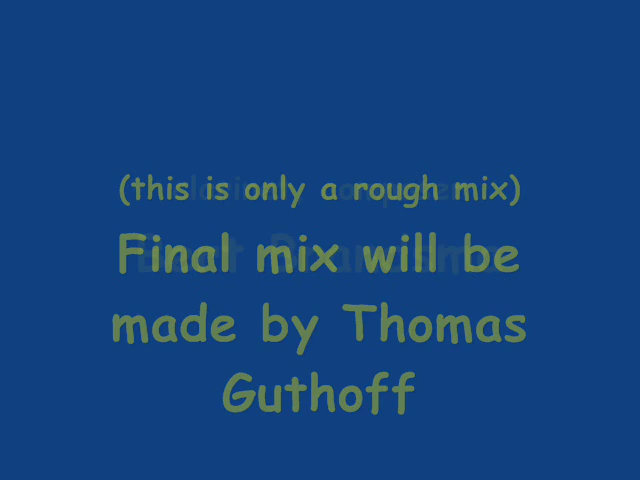 (this is only a rough mix)
Final mix will be
made by Thomas
Guthoff